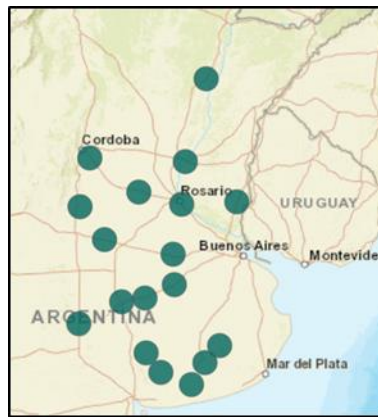 Cordoba
Rosario
URUGUAY
Buenos Aires
Montevide
ARGENTINA
Mar del Plata